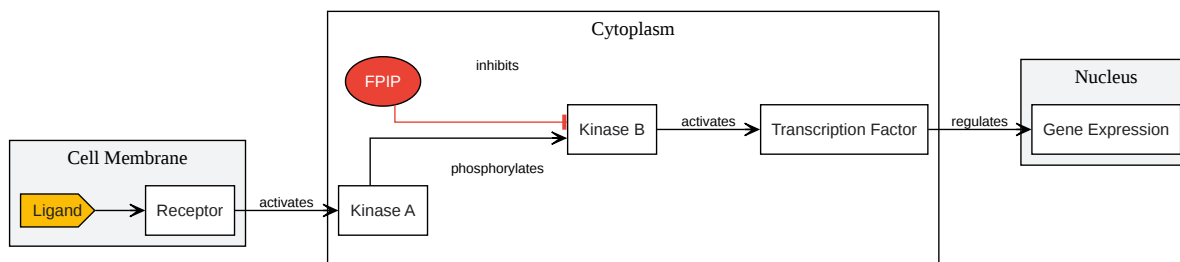 Cytoplasm
FPIP
inhibits
Nucleus
Kinase B
activates
Transcription Factor
regulates
Gene Expression
Cell Membrane
phosphorylates
Ligand
Receptor
activates
Kinase A